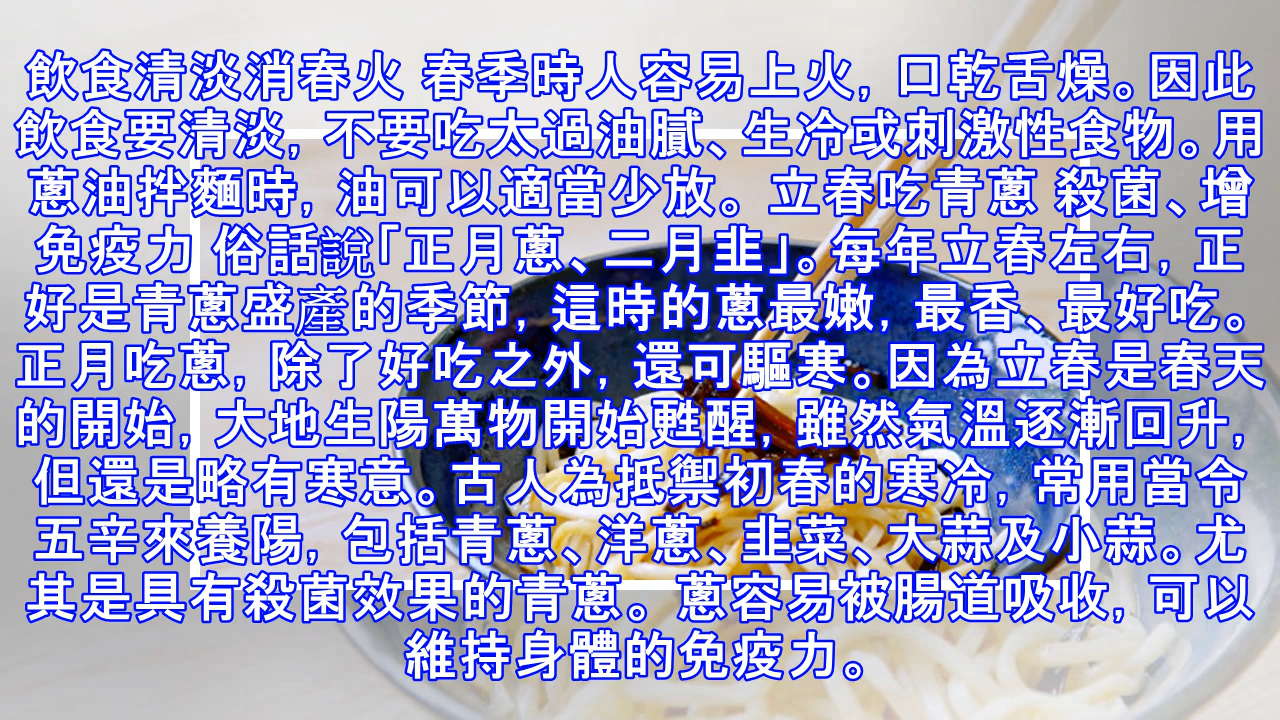 飲食清淡消春火 春季時人容易上火, 口乾舌燥。因此
飲食要清淡, 不要吃太過油膩、生冷或刺激性食物。用
蔥油拌麵時, 油可以適當少放。立春吃青蔥 殺菌、增
免疫力 俗話說「正月蔥、二月韭」。每年立春左右, 正
好是青蔥盛產的季節, 這時的蔥最嫩, 最香、最好吃。
正月吃蔥, 除了好吃之外, 還可驅寒。因為立春是春天
的開始, 大地生陽萬物開始甦醒, 雖然氣溫逐漸回升,
但還是略有寒意。古人為抵禦初春的寒冷, 常用當令
五辛來養陽, 包括青蔥、洋蔥、韭菜、大蒜及小蒜。尤
其是具有殺菌效果的青蔥。蔥容易被腸道吸收, 可以
維持身體的免疫力。